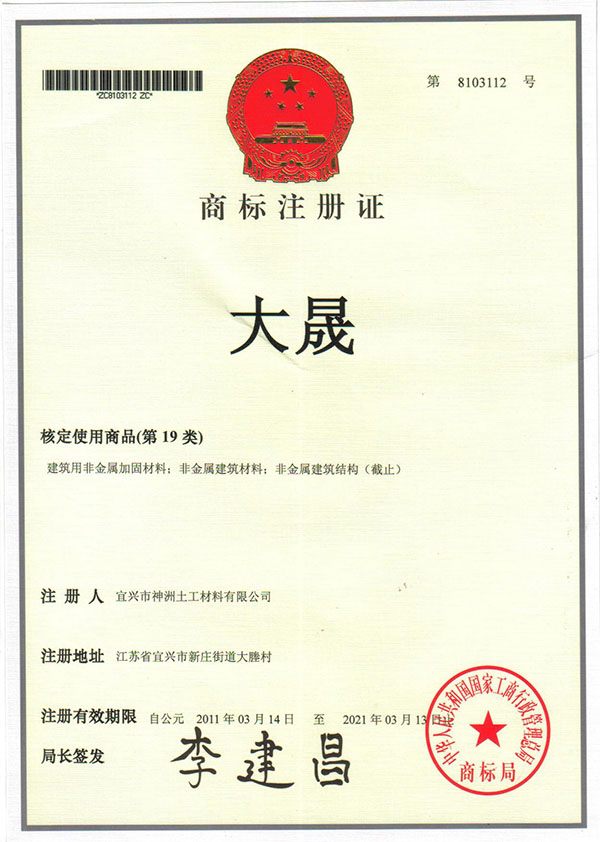 *ZC8103112 ZC*
第 8103112 号
商标注册证
大晟
核定使用商品(第 19 类)
建筑用非金属加固材料；非金属建筑材料；非金属建筑结构（截止）
注 册 人 宜兴市神洲土工材料有限公司
注册地址 江苏省宜兴市新庄街道大塍村
注册有效期限 自公元 2011 年 03 月 14 日 至 2021 年 03 月 13 日
局长签发 李建昌
中华人民共和国国家工商行政管理总局
商标局